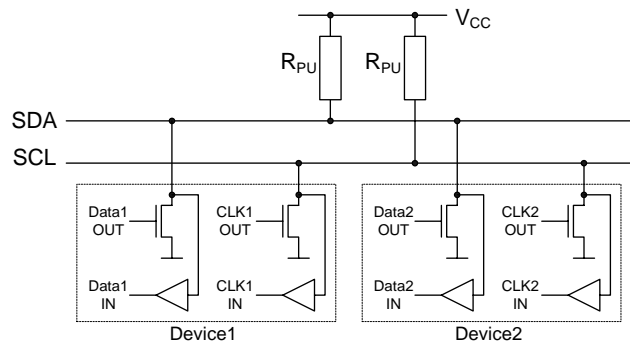 VCC
RPU
RPU
SDA
SCL
Data1
OUT
CLK1
OUT
Data2
OUT
CLK2
OUT
Data1
IN
CLK1
IN
Data2
IN
CLK2
IN
Device1
Device2